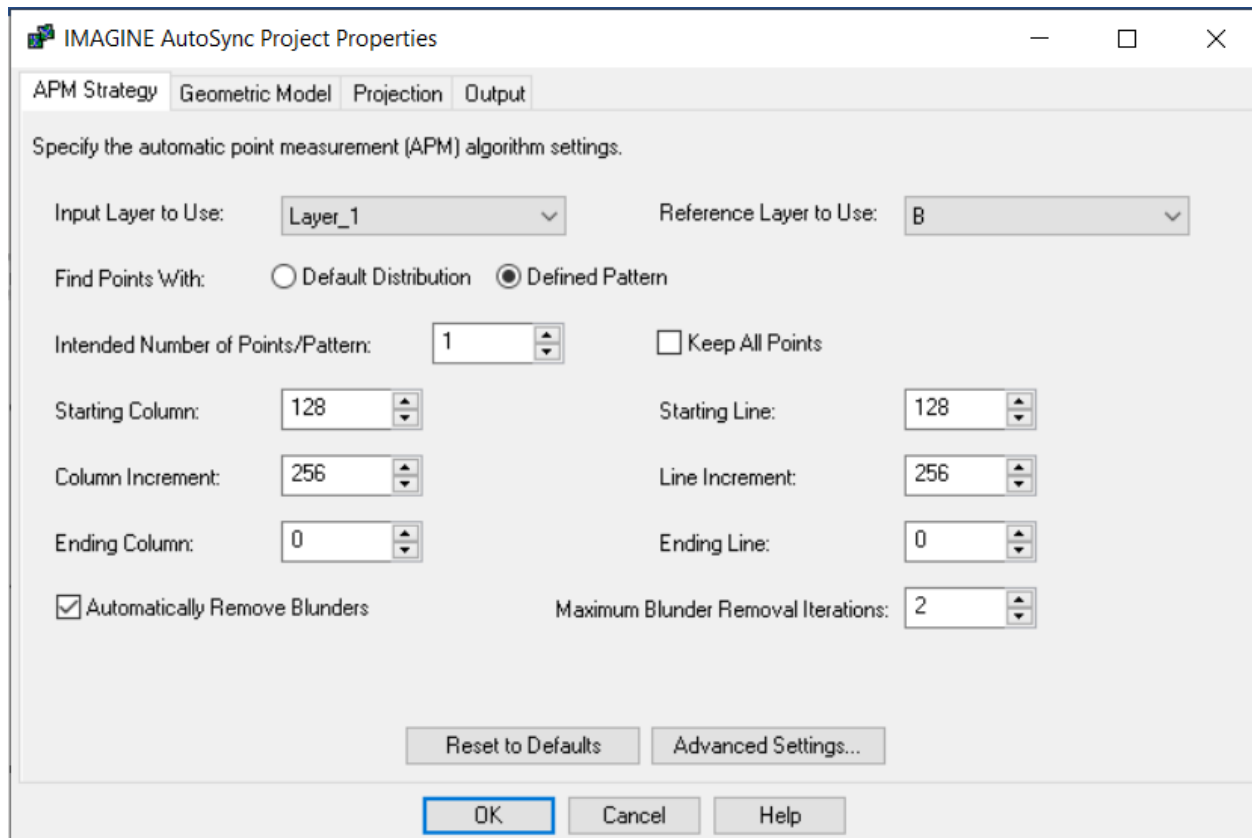 IMAGINE AutoSync Project Properties
APM Strategy Geometric Model Projection Output
Specify the automatic point measurement (APM) algorithm settings.
Input Layer to Use: Layer_1 Reference Layer to Use: B
Find Points With: Default Distribution Defined Pattern
Intended Number of Points/Pattern: 1 Keep All Points
Starting Column: 128 Starting Line: 128
Column Increment: 256 Line Increment: 256
Ending Column: 0 Ending Line: 0
Automatically Remove Blunders Maximum Blunder Removal Iterations: 2
Reset to Defaults Advanced Settings...
OK Cancel Help